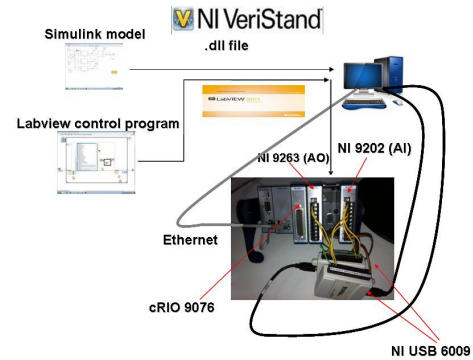 NI VeriStand
Simulink model
.dll file
LabVIEW
Labview control program
NI 9263 (AO)
NI 9202 (AI)
Ethernet
cRIO 9076
NI USB 6009